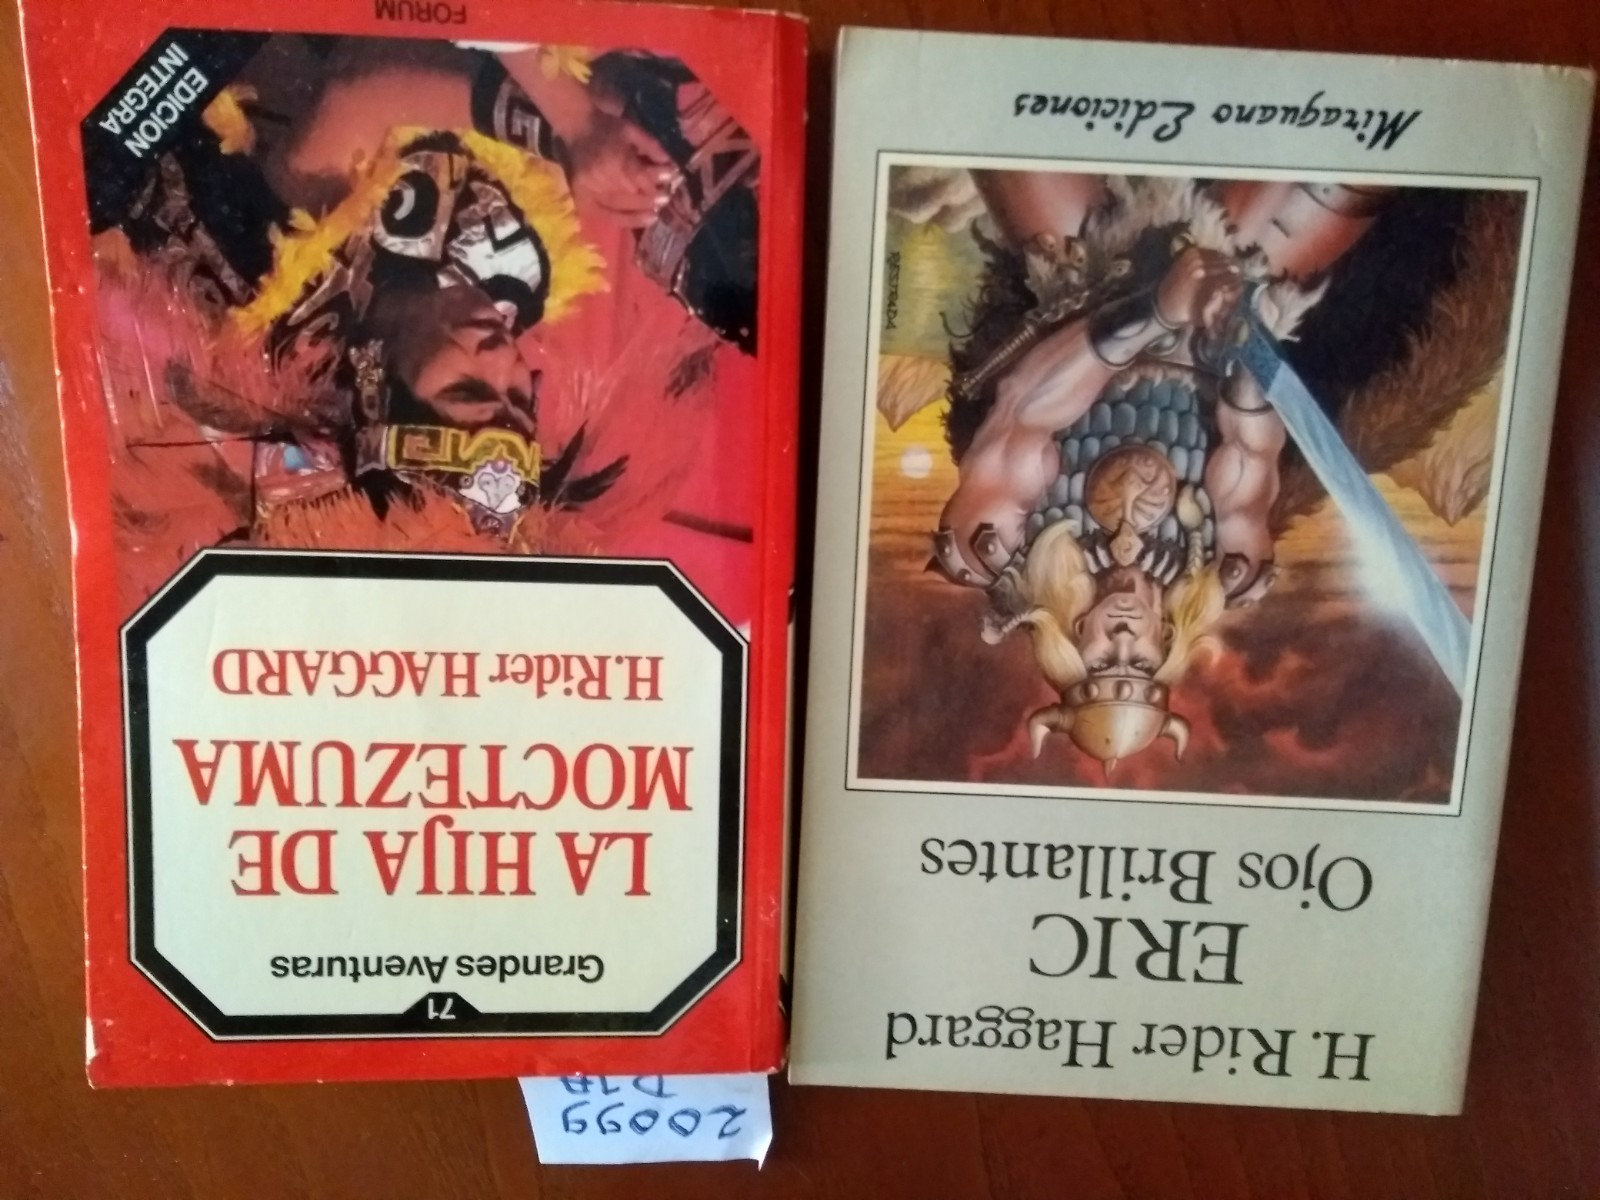 H. Rider Haggard
ERIC
Ojos Brillantes
Miraguano Ediciones
20099
71
Grandes Aventuras
LA HIJA DE
MOCTEZUMA
H.Rider HAGGARD
EDICION
INTEGRA
FORUM